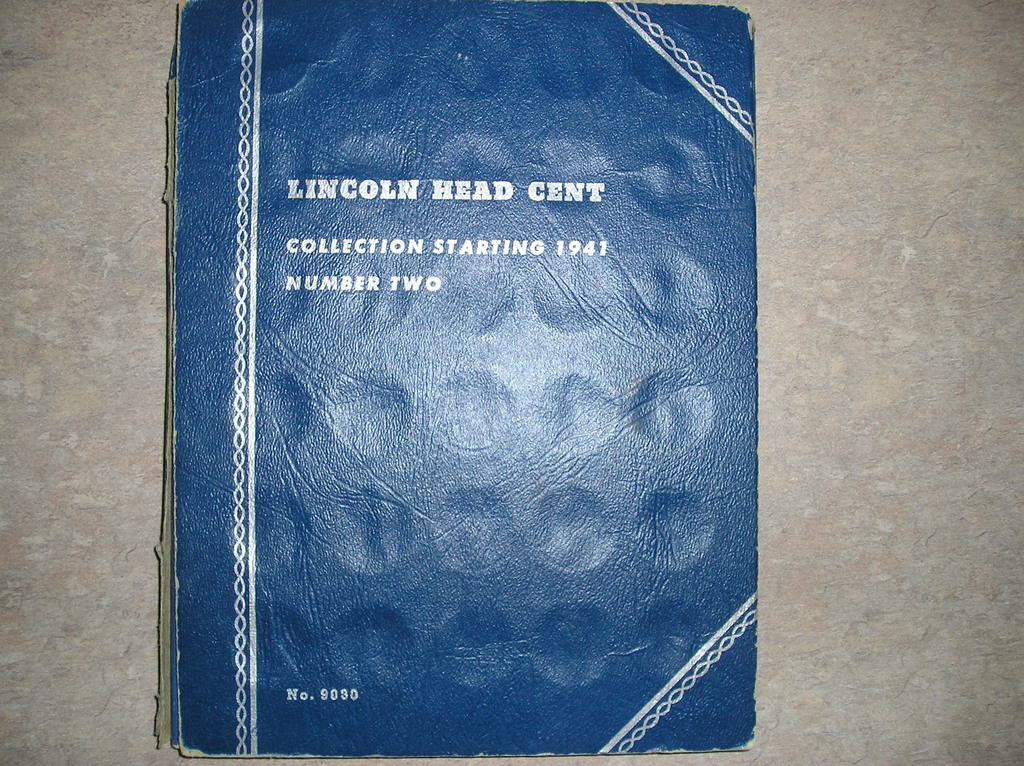 LINCOLN HEAD CENT
COLLECTION STARTING 1941
NUMBER TWO
No. 9030